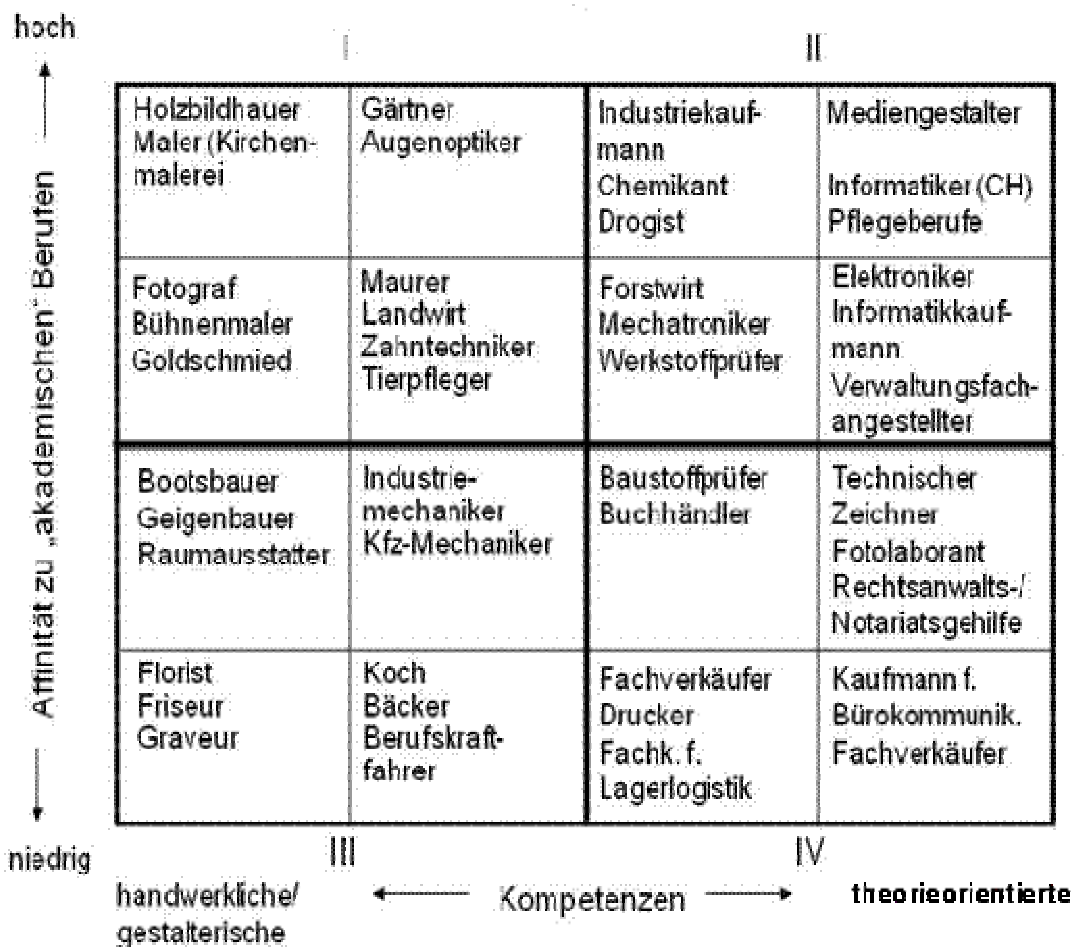 hoch
I
II
Holzbildhauer
Maler (Kirchen-
malerei
Gärtner
Augenoptiker
Industriekauf-
mann
Chemikant
Drogist
Mediengestalter
Informatiker (CH)
Pflegeberufe
Affinität zu „akademischen" Berufen
Fotograf
Bühnenmaler
Goldschmied
Maurer
Landwirt
Zahntechniker
Tierpfleger
Forstwirt
Mechatroniker
Werkstoffprüfer
Elektroniker
Informatikkauf-
mann
Verwaltungsfach-
angestellter
Bootsbauer
Geigenbauer
Raumausstatter
Industrie-
mechaniker
Kfz-Mechaniker
Baustoffprüfer
Buchhändler
Technischer
Zeichner
Fotolaborant
Rechtsanwalts-/
Notariatsgehilfe
Florist
Friseur
Graveur
Koch
Bäcker
Berufskraft-
fahrer
Fachverkäufer
Drucker
Fachk. f.
Lagerlogistik
Kaufmann f.
Bürokommunik.
Fachverkäufer
niedrig
III
IV
handwerkliche/
gestalterische
Kompetenzen
theorieorientierte